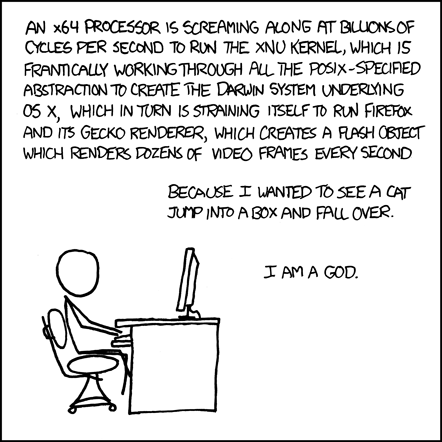 AN x64 PROCESSOR IS SCREAMING ALONG AT BILLIONS OF
CYCLES PER SECOND TO RUN THE XNU KERNEL, WHICH IS
FRANTICALLY WORKING THROUGH ALL THE POSIX-SPECIFIED
ABSTRACTION TO CREATE THE DARWIN SYSTEM UNDERLYING
OS X, WHICH IN TURN IS STRAINING ITSELF TO RUN FIREFOX
AND ITS GECKO RENDERER, WHICH CREATES A FLASH OBJECT
WHICH RENDERS DOZENS OF VIDEO FRAMES EVERY SECOND
BECAUSE I WANTED TO SEE A CAT
JUMP INTO A BOX AND FALL OVER.
I AM A GOD.